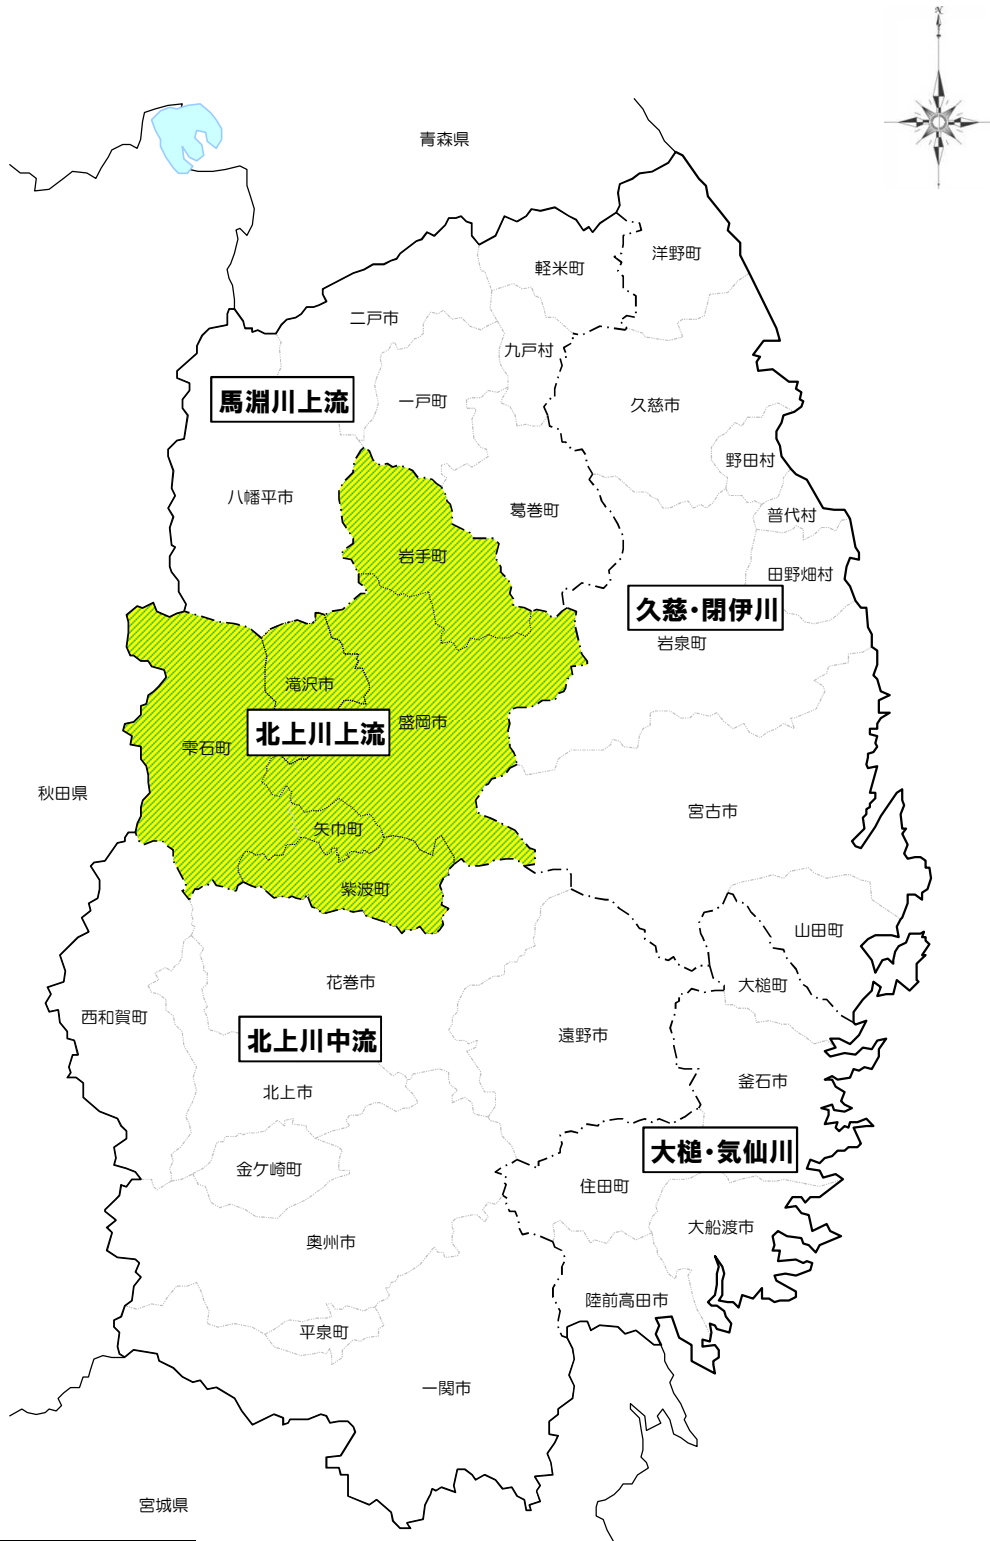 N
青森県
洋野町
軽米町
二戸市
九戸村
馬淵川上流
一戸町
久慈市
野田村
八幡平市
葛巻町
普代村
岩手町
田野畑村
久慈・閉伊川
岩泉町
滝沢市
北上川上流
盛岡市
雫石町
秋田県
宮古市
矢巾町
紫波町
山田町
花巻市
大槌町
西和賀町
遠野市
北上川中流
釜石市
北上市
大槌・気仙川
金ケ崎町
住田町
大船渡市
奥州市
陸前高田市
平泉町
一関市
宮城県